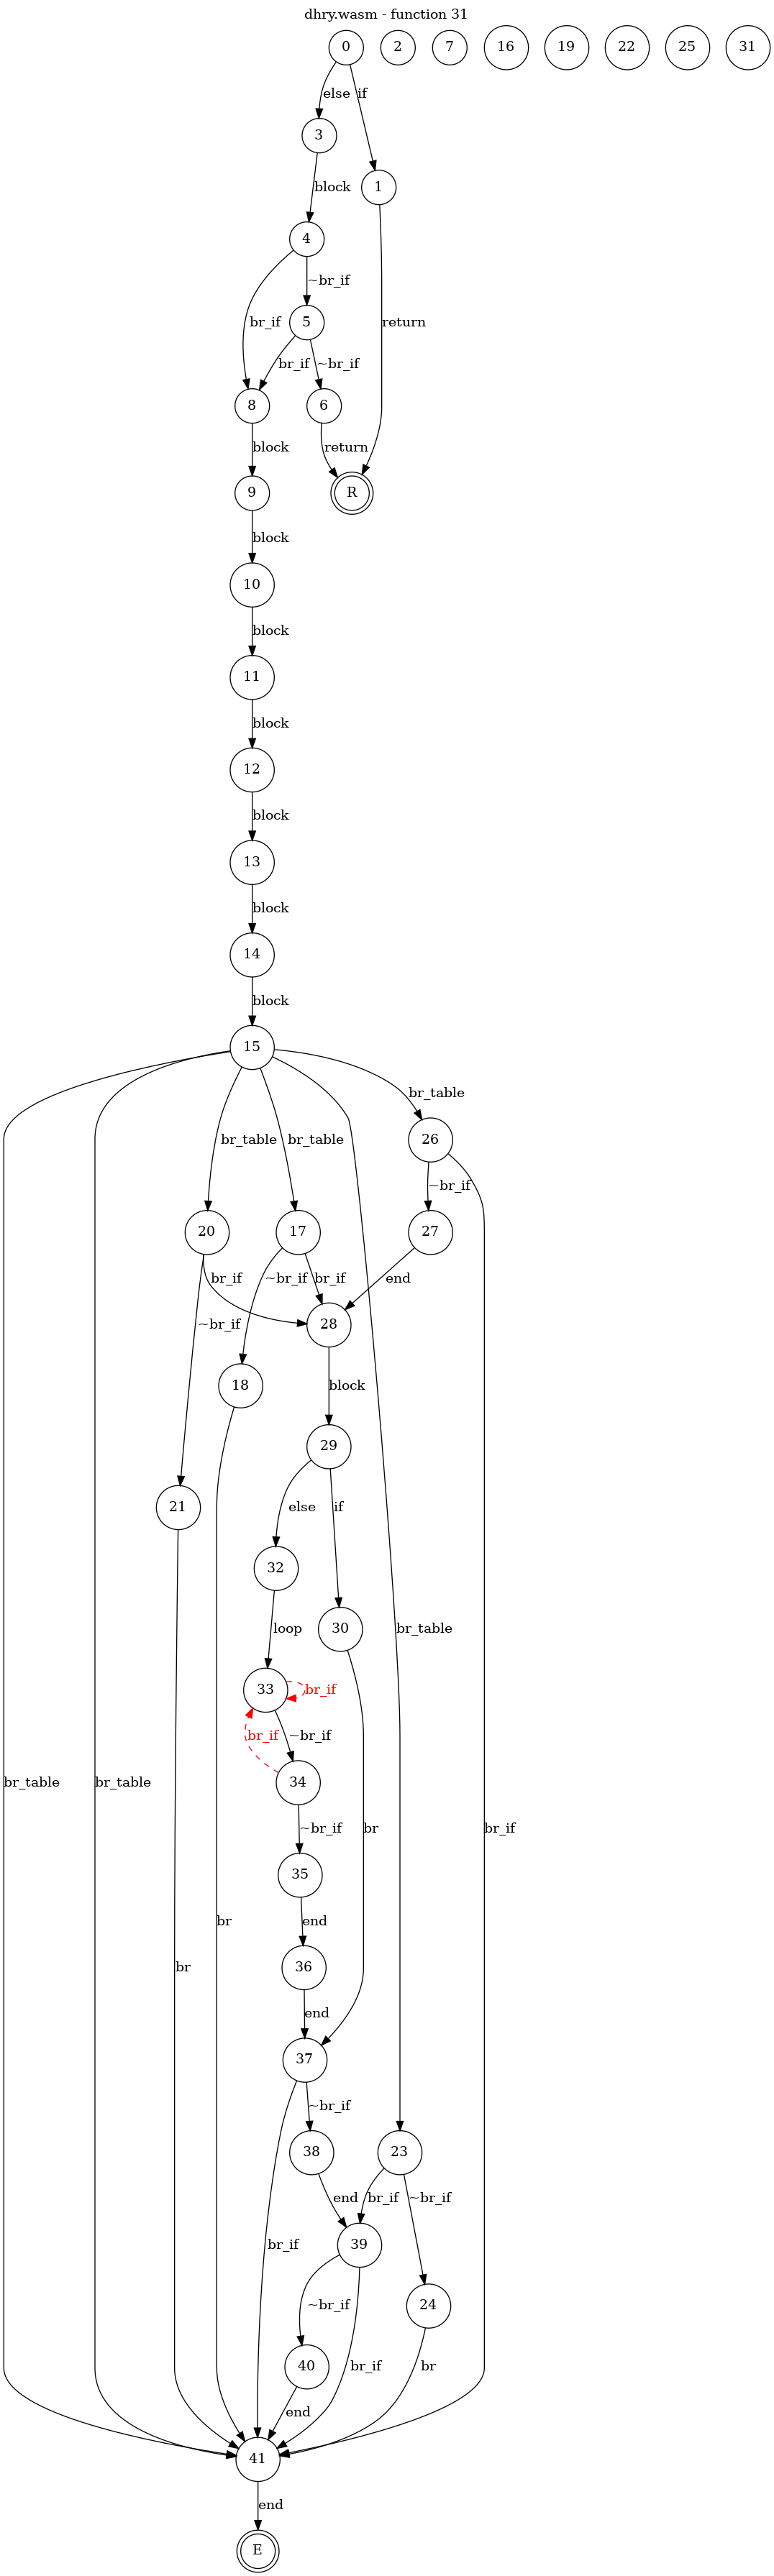 dhry.wasm - function 31
0 2 7 16 19 22 25 31
else if
3
block
1
4
~br_if
br_if 5 return
br_if ~br_if
8 6
block return
9 R
block
10
block
11
block
12
block
13
block
14
block
15
br_table
26
br_table br_table
~br_if
20 17 27
br_if ~br_if br_if end
~br_if 28
18 block
29
21 else if
32
loop 30 br_table
33 br_if
br_if ~br_if
br_table br_table 34
~br_if br br_if
35
br end
br 36
end
37
~br_if
38 23
end br_if ~br_if
br_if 39
~br_if 24
40 br_if br
end
41
end
E